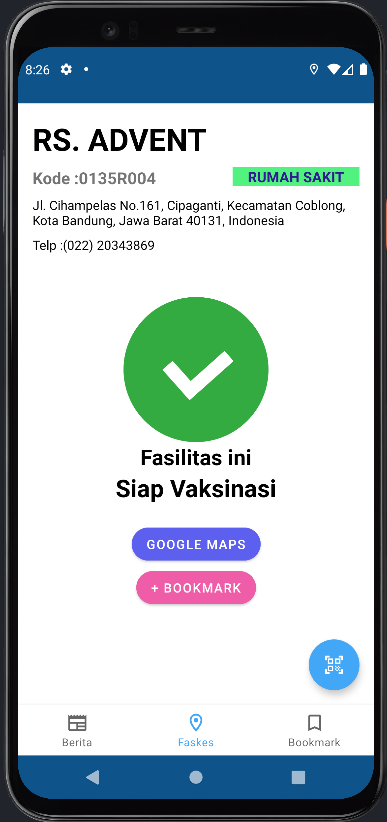 8:26
RS. ADVENT
Kode :0135R004
RUMAH SAKIT
Jl. Cihampelas No.161, Cipaganti, Kecamatan Coblong,
Kota Bandung, Jawa Barat 40131, Indonesia
Telp :(022) 20343869
Fasilitas ini
Siap Vaksinasi
GOOGLE MAPS
+ BOOKMARK
Berita
Faskes
Bookmark